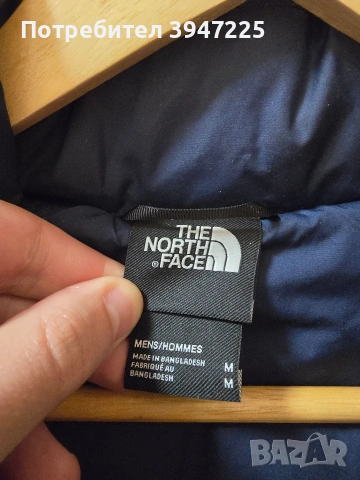 Потребител 3947225
THE
NORTH
FACE
®
MENS/HOMMES
MADE IN BANGLADESH M
FABRIQUÉ AU
BANGLADESH M
BAZAR